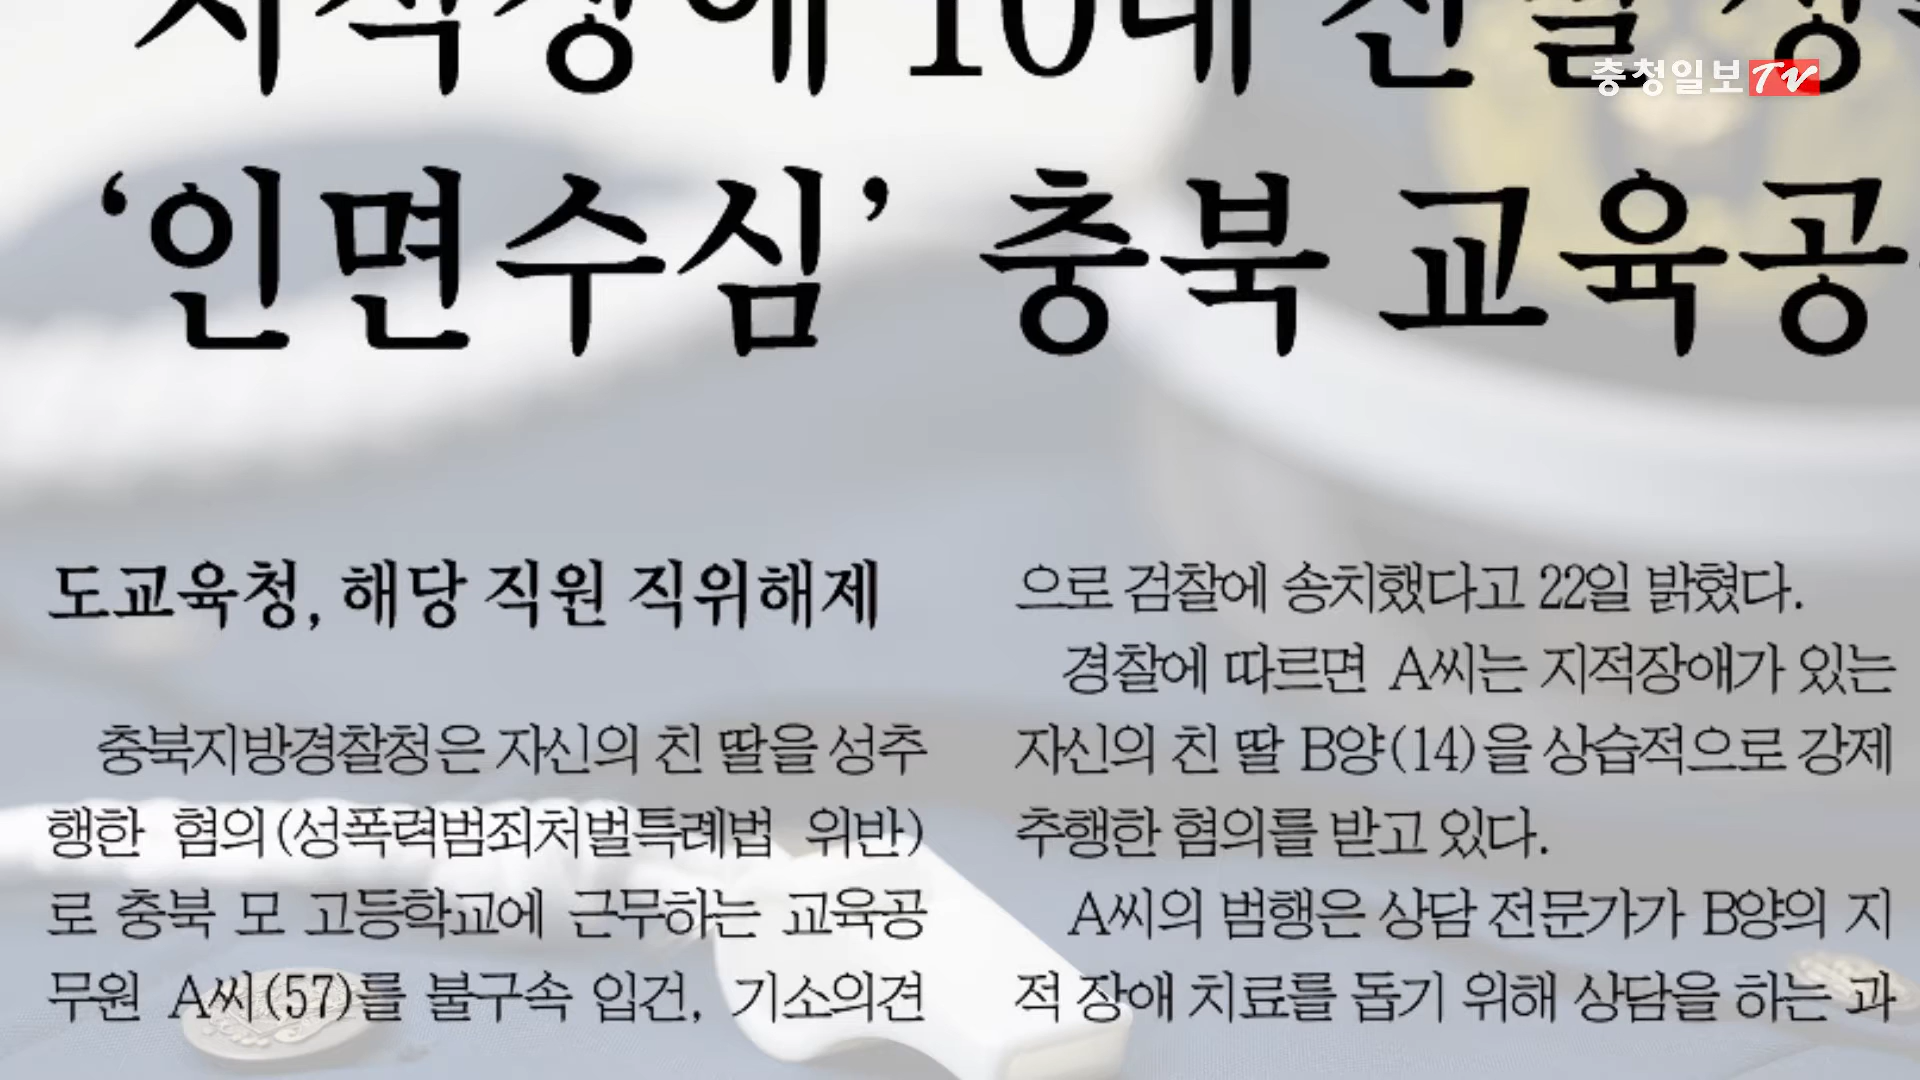 지적장애 10대 친딸
충청일보TV
‘인면수심’ 충북 교육공
도교육청, 해당 직원 직위해제
충북지방경찰청은 자신의 친 딸을 성추
행한 혐의(성폭력범죄처벌특례법 위반)
로 충북 모 고등학교에 근무하는 교육공
무원 A씨(57)를 불구속 입건, 기소의견
으로 검찰에 송치했다고 22일 밝혔다.
경찰에 따르면 A씨는 지적장애가 있는
자신의 친 딸 B양(14)을 상습적으로 강제
추행한 혐의를 받고 있다.
A씨의 범행은 상담 전문가가 B양의 지
적 장애 치료를 돕기 위해 상담을 하는 과